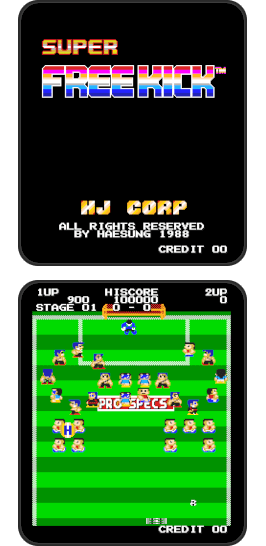 SUPER
FREE KICK™
HJ CORP
ALL RIGHTS RESERVED
BY HAESUNG 1988
CREDIT 00
1UP HISCORE 2UP
900 100000 0
STAGE 01 0 - 0
PRO SPECS
H
R
CREDIT 00